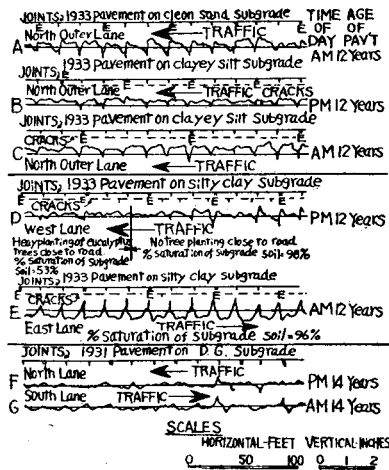 JOINTS, 1933 Pavement on clean sand Subgrade TIME AGE
E E E E E OF OF
North Outer Lane TRAFFIC DAY PAV'T
A AM 12 Years
1933 Pavement on clayey silt Subgrade
JOINTS
North Outer Lane TRAFFIC CRACKS
B PM 12 Years
JOINTS, 1933 Pavement on clayey Silt Subgrade
CRACKS E E E E
C AM 12 Years
North Outer Lane TRAFFIC
JOINTS, 1933 Pavement on silty clay Subgrade
CRACKS E E E E
D PM 12 years
West Lane TRAFFIC
Heavy planting of eucalyptus No tree planting close to road
trees close to road. % saturation of subgrade soil=96%
% Saturation of Subgrade
Soil=53%
JOINTS, 1933 Pavement on silty clay subgrade
CRACKS E E E E
E AM 12 Years
East Lane TRAFFIC
% Saturation of subgrade soil=96%
JOINTS, 1931 Pavement on D.G. Subgrade
North Lane TRAFFIC
F PM 14 Years
South Lane TRAFFIC
G AM 14 Years
SCALES
HORIZONTAL-FEET VERTICAL-INCHES
0 50 100 0 1 2